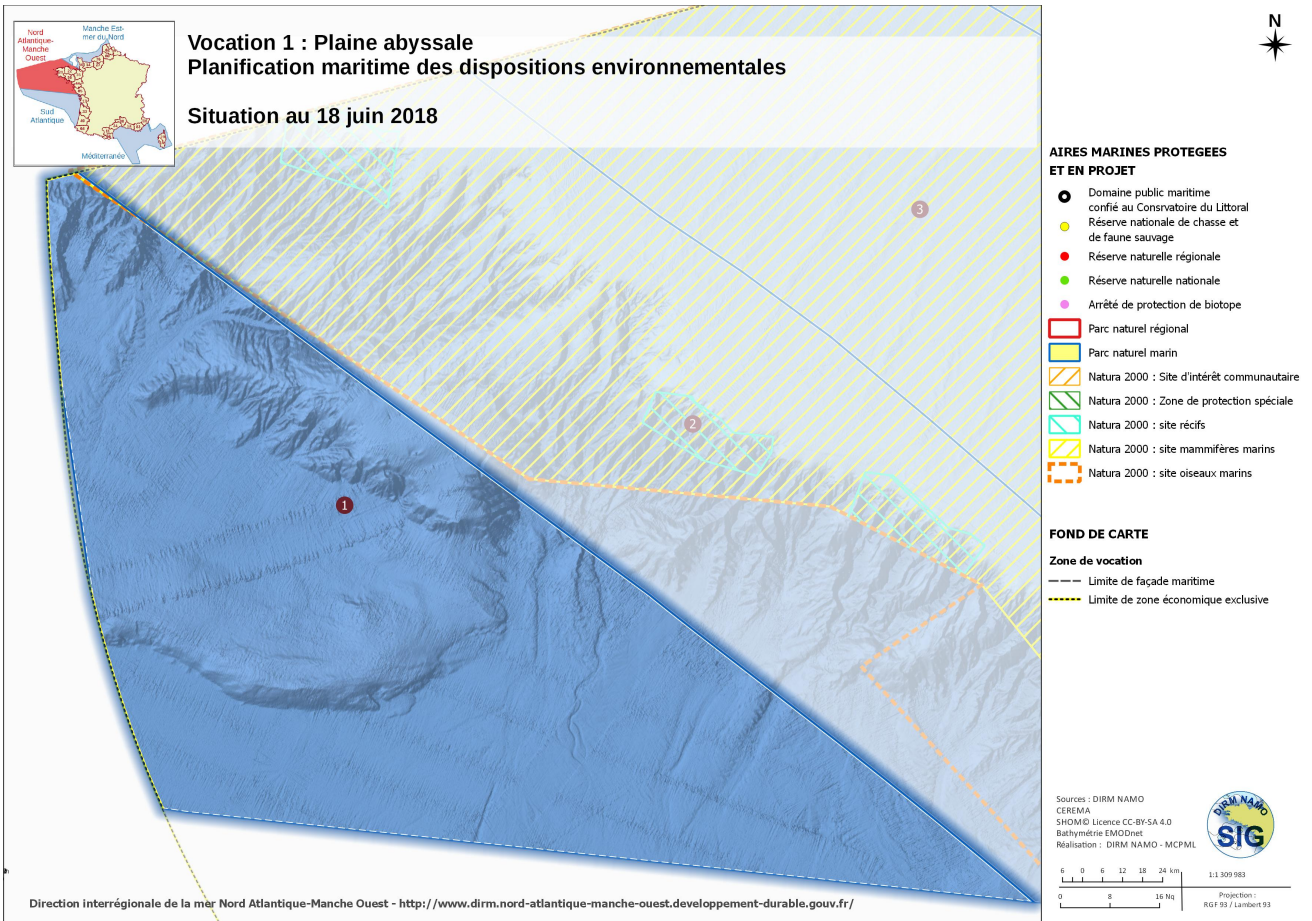 Vocation 1 : Plaine abyssale
Planification maritime des dispositions environnementales
Situation au 18 juin 2018
Nord
Atlantique-
Manche
Ouest
Manche Est-
mer du Nord
Sud
Atlantique
Méditerranée
N
3
2
1
AIRES MARINES PROTEGEES
ET EN PROJET
Domaine public maritime
confié au Consrvatoire du Littoral
Réserve nationale de chasse et
de faune sauvage
Réserve naturelle régionale
Réserve naturelle nationale
Arrêté de protection de biotope
Parc naturel régional
Parc naturel marin
Natura 2000 : Site d'intérêt communautaire
Natura 2000 : Zone de protection spéciale
Natura 2000 : site récifs
Natura 2000 : site mammifères marins
Natura 2000 : site oiseaux marins
FOND DE CARTE
Zone de vocation
Limite de façade maritime
Limite de zone économique exclusive
Sources : DIRM NAMO
CEREMA
SHOM© Licence CC-BY-SA 4.0
Bathymétrie EMODnet
Réalisation : DIRM NAMO - MCPML
DIRM NAMO
SIG
6 0 6 12 18 24 km
0 8 16 Nq
1:1 309 983
Projection :
RGF 93 / Lambert 93
Direction interrégionale de la mer Nord Atlantique-Manche Ouest - http://www.dirm.nord-atlantique-manche-ouest.developpement-durable.gouv.fr/